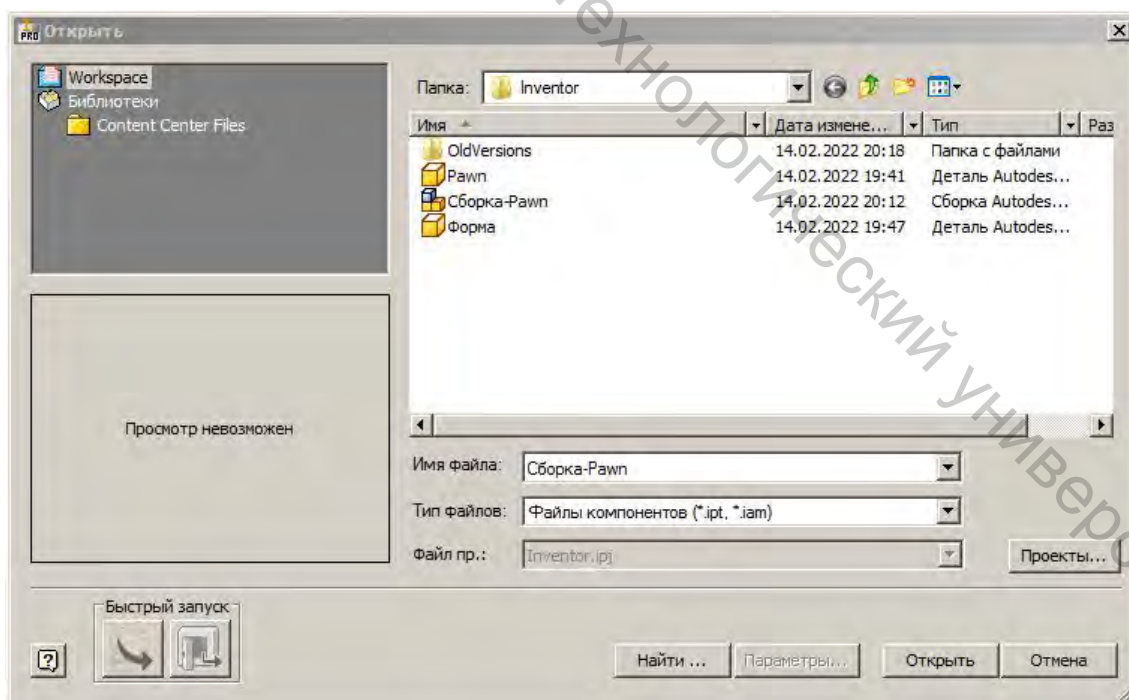 PRO Открыть
Workspace
Библиотеки
Content Center Files
Просмотр невозможен
Папка: Inventor
Имя Дата измене... Тип Раз
OldVersions 14.02.2022 20:18 Папка с файлами
Pawn 14.02.2022 19:41 Деталь Autodes...
Сборка-Pawn 14.02.2022 20:12 Сборка Autodes...
Форма 14.02.2022 19:47 Деталь Autodes...
Имя файла: Сборка-Pawn
Тип файлов: Файлы компонентов (*.ipt, *.iam)
Файл пр.: Inventor.ipj Проекты...
Быстрый запуск
Найти ... Параметры... Открыть Отмена
технологический универс